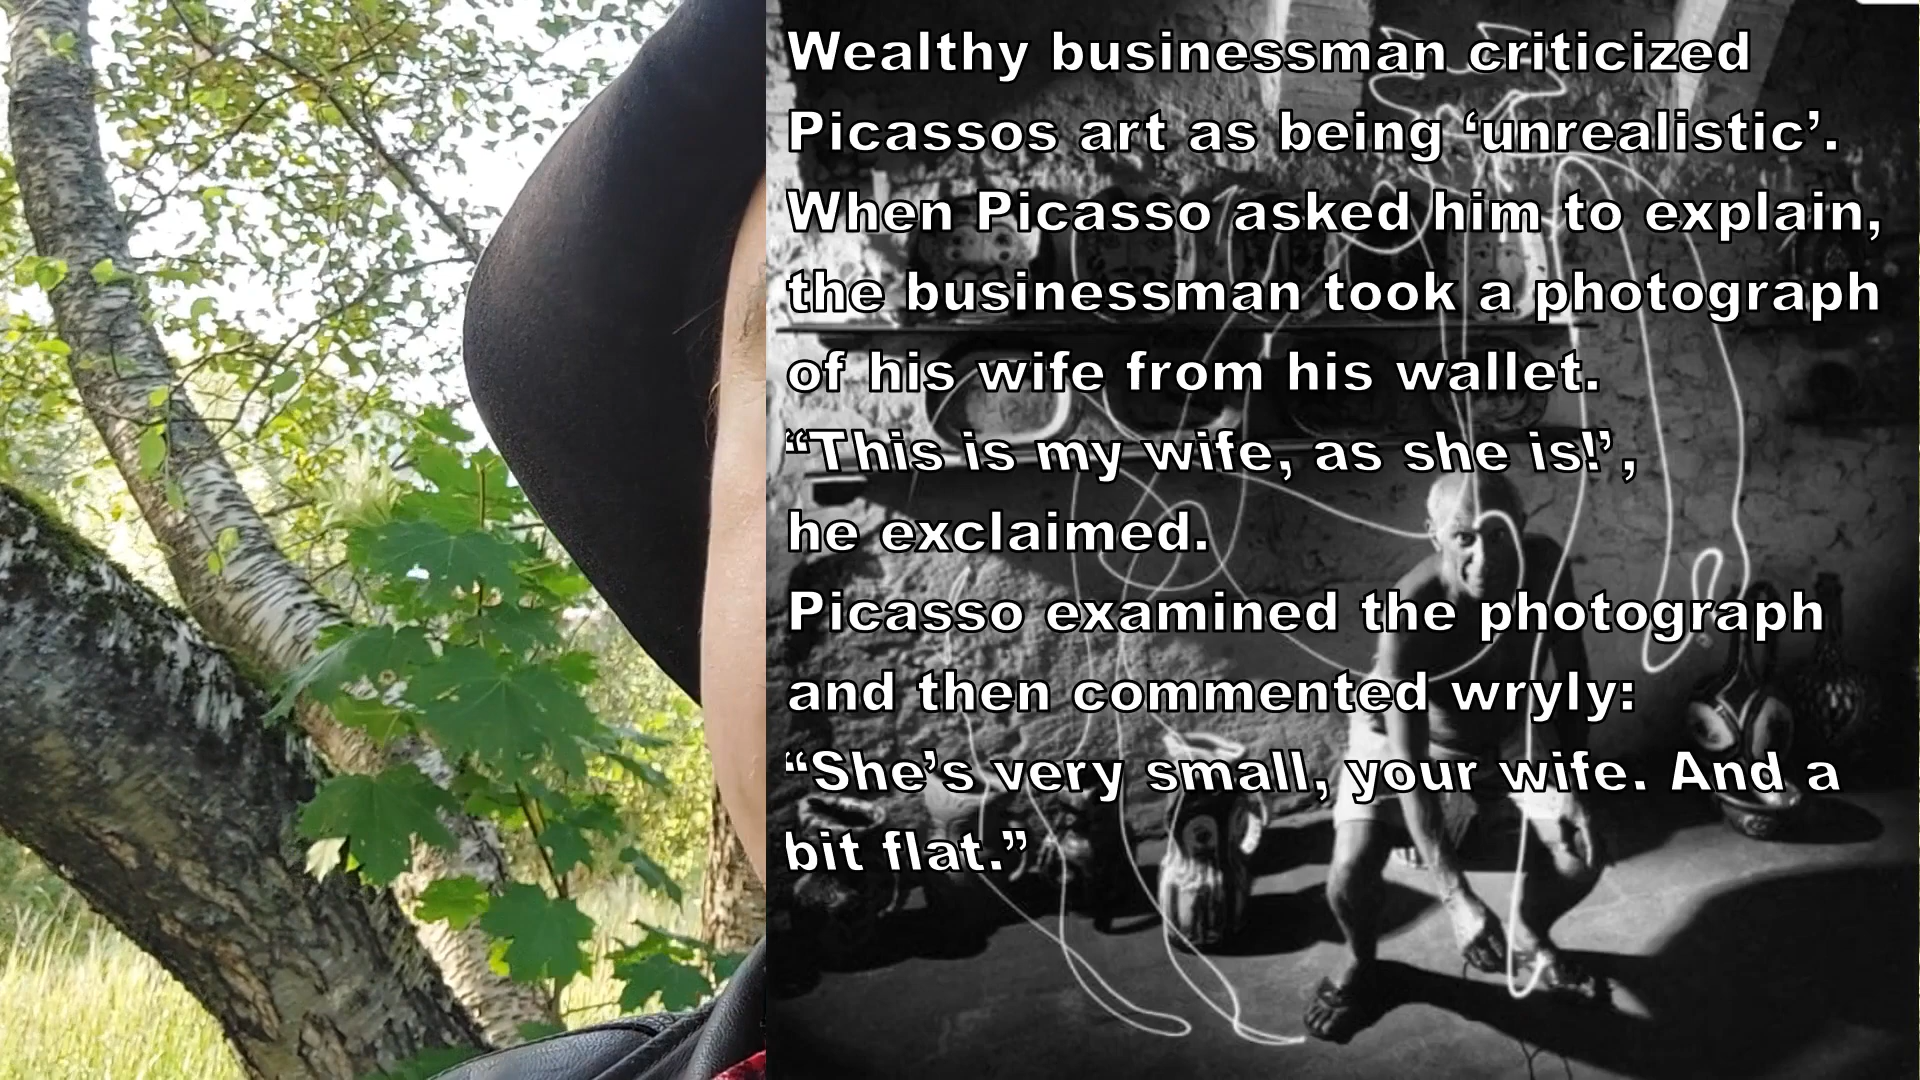 Wealthy businessman criticized
Picassos art as being ‘unrealistic’.
When Picasso asked him to explain,
the businessman took a photograph
of his wife from his wallet.
“This is my wife, as she is!’,
he exclaimed.
Picasso examined the photograph
and then commented wryly:
“She’s very small, your wife. And a
bit flat.”